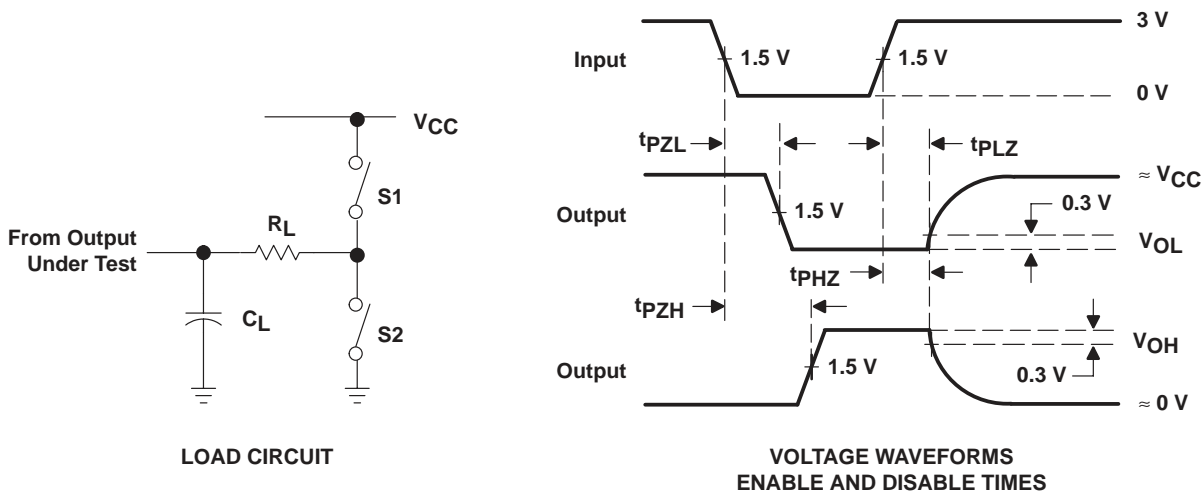 VCC
S1
RL
From Output
Under Test
CL
S2
LOAD CIRCUIT
3 V
Input
1.5 V
1.5 V
0 V
tPZL
tPLZ
≈ VCC
0.3 V
Output
1.5 V
VOL
tPHZ
tPZH
VOH
Output
1.5 V
0.3 V
≈ 0 V
VOLTAGE WAVEFORMS
ENABLE AND DISABLE TIMES